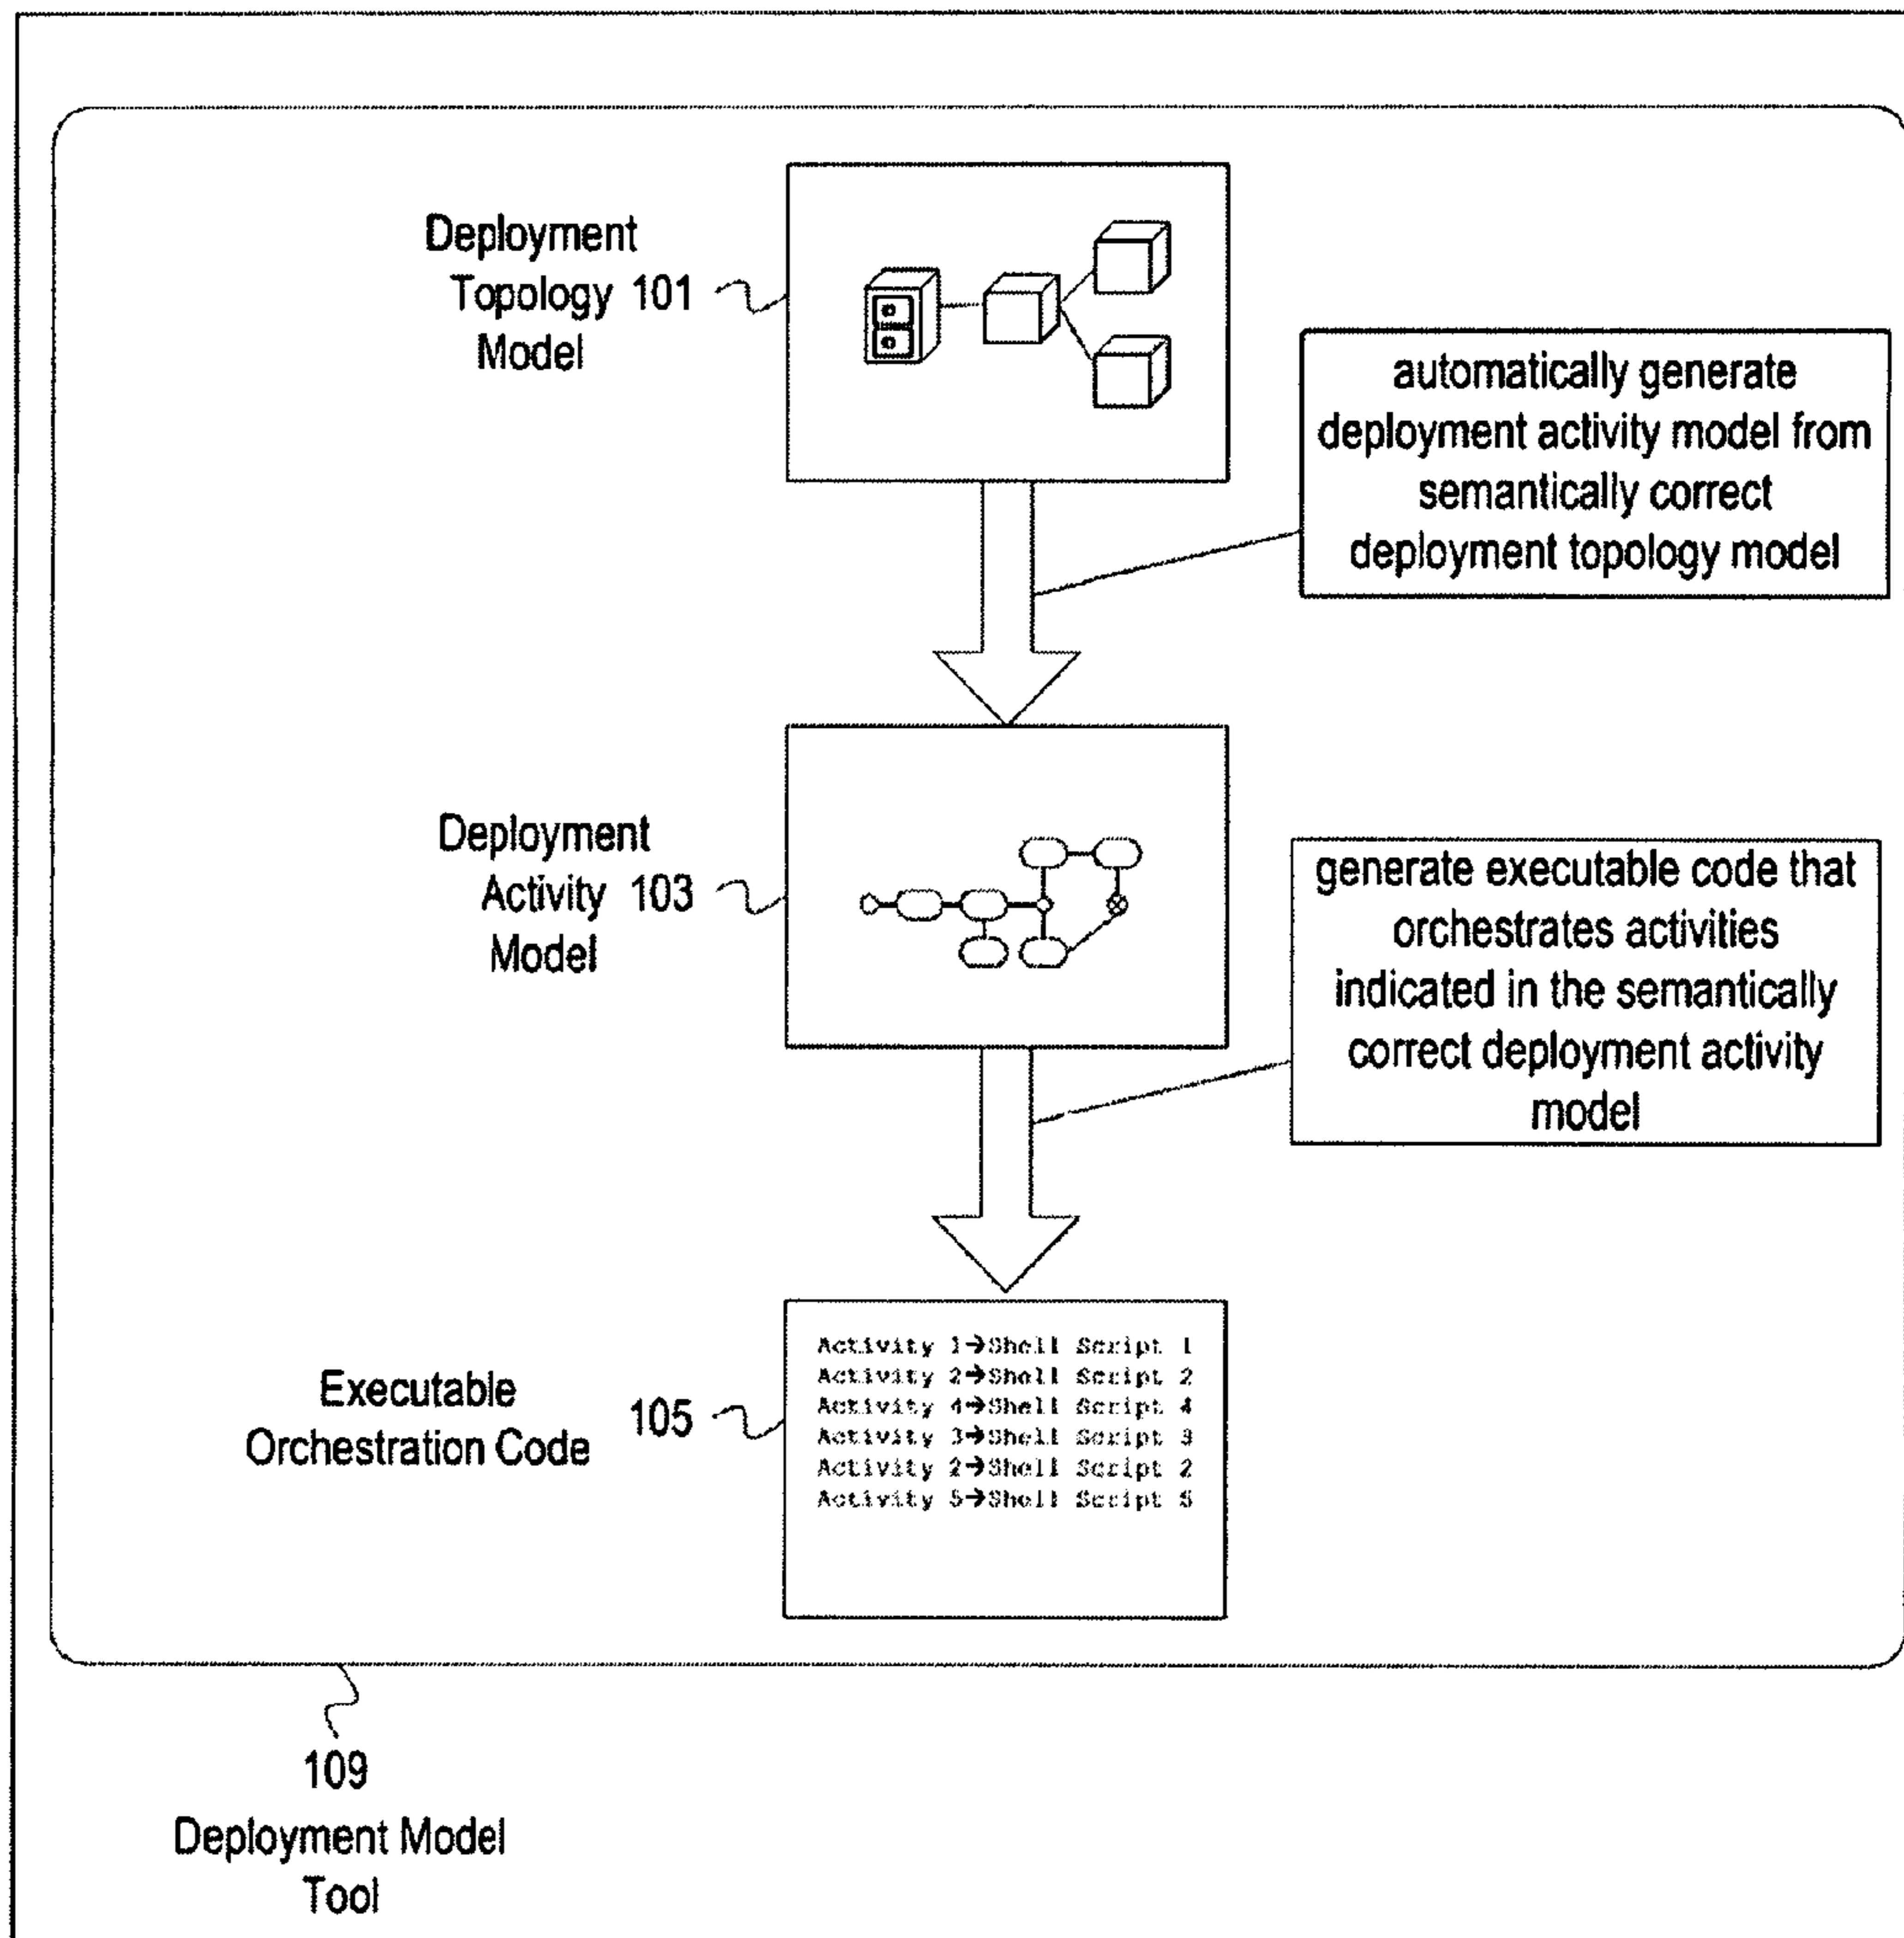 Deployment
Topology 101
Model
automatically generate
deployment activity model from
semantically correct
deployment topology model
Deployment
Activity 103
Model
generate executable code that
orchestrates activities
indicated in the semantically
correct deployment activity
model
Executable
Orchestration Code
105
Activity 1→Shell Script 1
Activity 2→Shell Script 2
Activity 4→Shell Script 4
Activity 3→Shell Script 3
Activity 2→Shell Script 2
Activity 5→Shell Script 5
109
Deployment Model
Tool